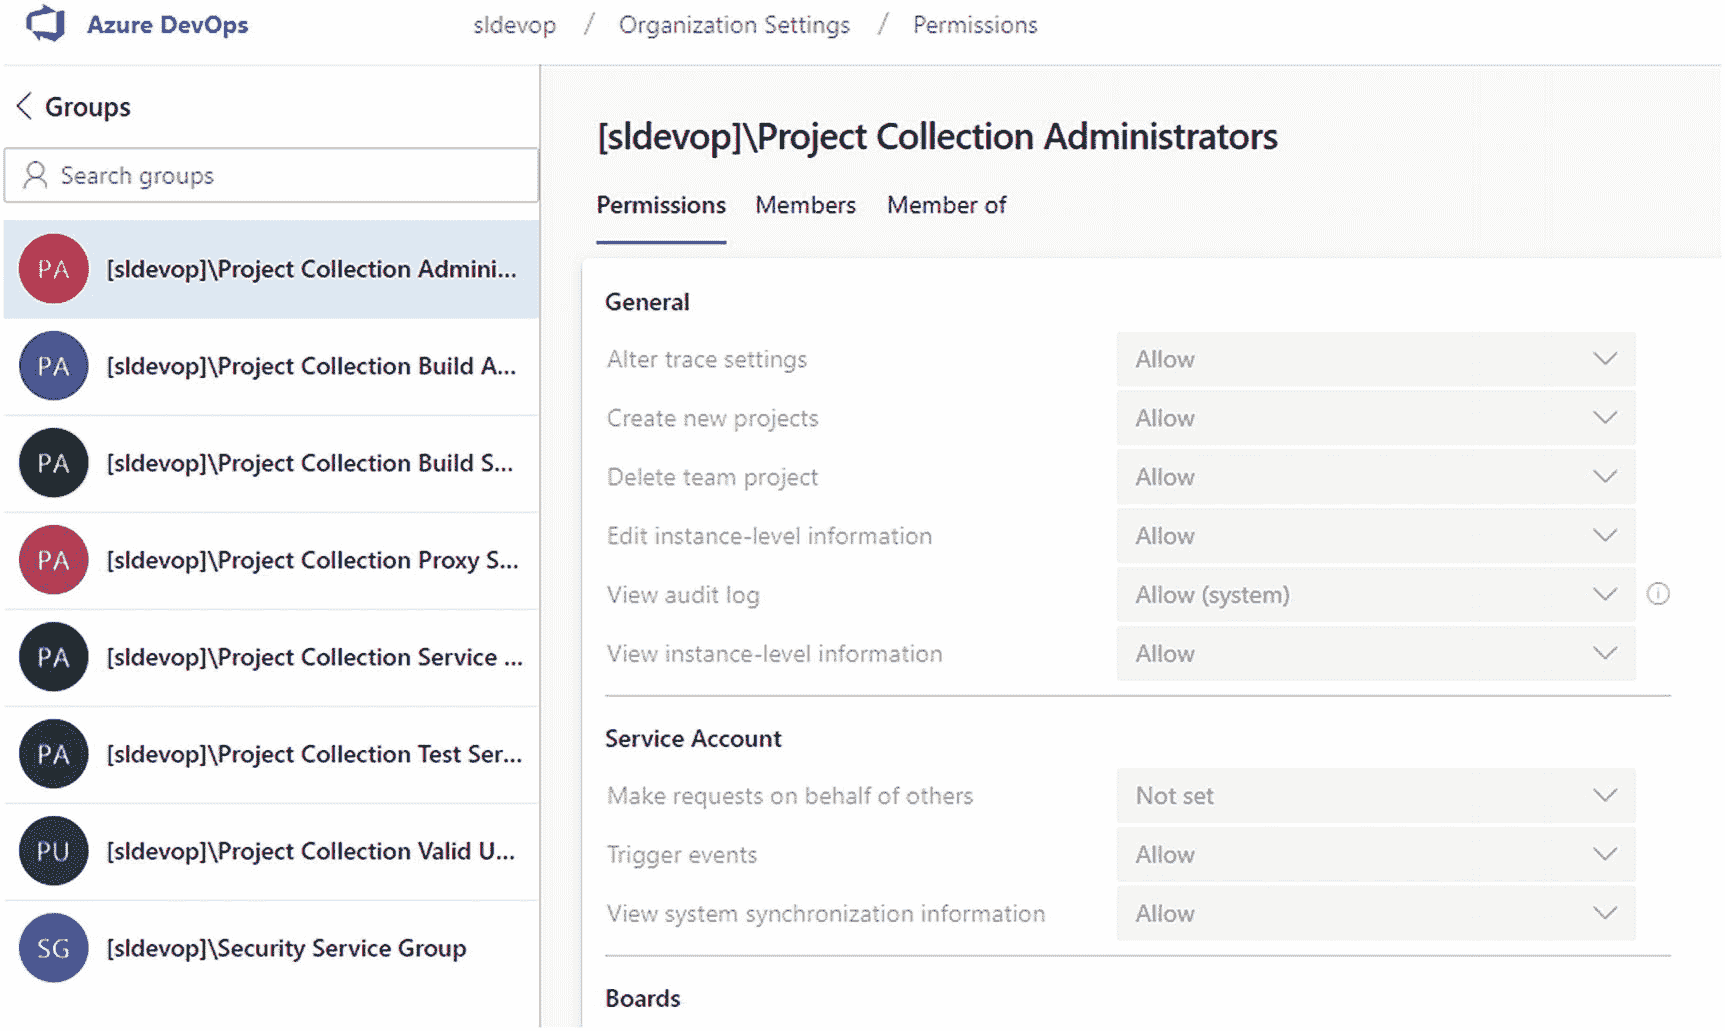 Azure DevOps
sldevop / Organization Settings / Permissions
Groups
Search groups
PA [sldevop]\Project Collection Admini...
PA [sldevop]\Project Collection Build A...
PA [sldevop]\Project Collection Build S...
PA [sldevop]\Project Collection Proxy S...
PA [sldevop]\Project Collection Service ...
PA [sldevop]\Project Collection Test Ser...
PU [sldevop]\Project Collection Valid U...
SG [sldevop]\Security Service Group
[sldevop]\Project Collection Administrators
Permissions Members Member of
General
Alter trace settings Allow
Create new projects Allow
Delete team project Allow
Edit instance-level information Allow
View audit log Allow (system)
View instance-level information Allow
Service Account
Make requests on behalf of others Not set
Trigger events Allow
View system synchronization information Allow
Boards